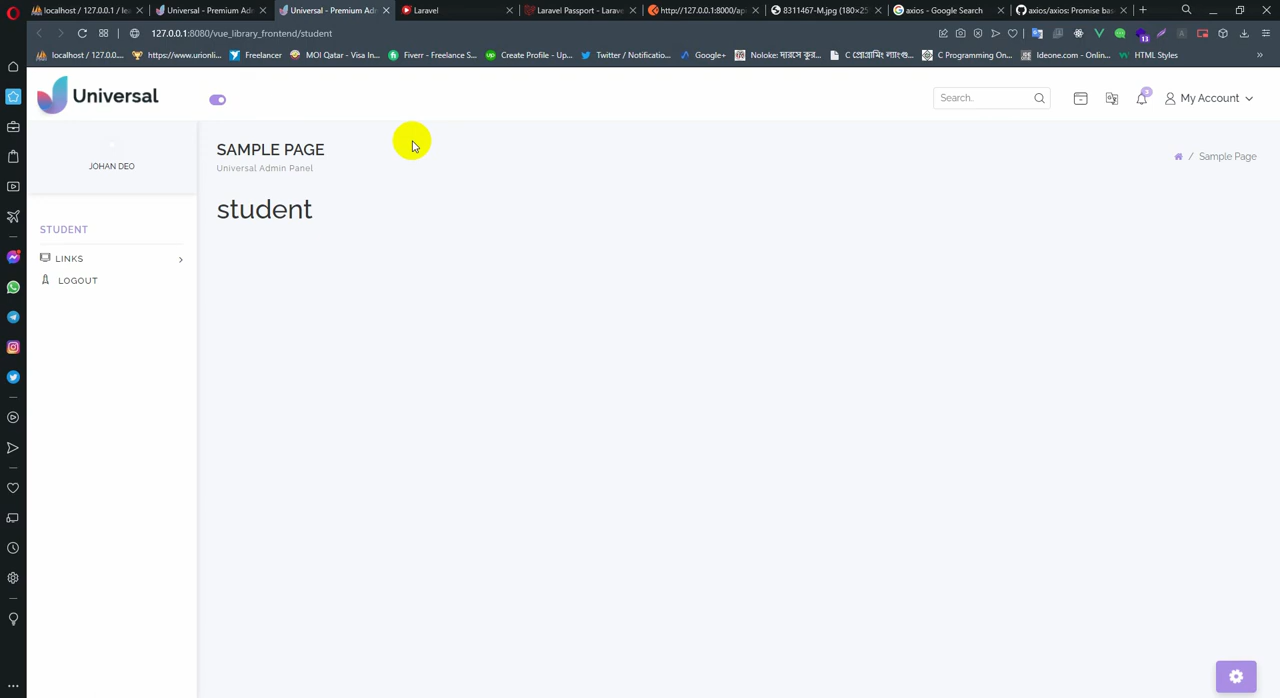 localhost / 127.0.0.1 / le
Universal - Premium Ad
Universal - Premium Adm
Laravel
Laravel Passport - Larave
http://127.0.0.1:8000/ap
8311467-M.jpg (180×25
axios - Google Search
axios/axios: Promise bas
127.0.0.1:8080/vue_library_frontend/student
localhost / 127.0.0....
https://www.urionli...
Freelancer
MOI Qatar - Visa In...
Fiverr - Freelance S...
Create Profile - Up...
Twitter / Notificatio...
Google+
Noloke: দারসে কুর...
C প্রোগ্রামিং ল্যাংগু...
C Programming On...
Ideone.com - Onlin...
HTML Styles
Universal
Search..
3
My Account
JOHAN DEO
SAMPLE PAGE
Universal Admin Panel
/ Sample Page
student
STUDENT
LINKS
LOGOUT